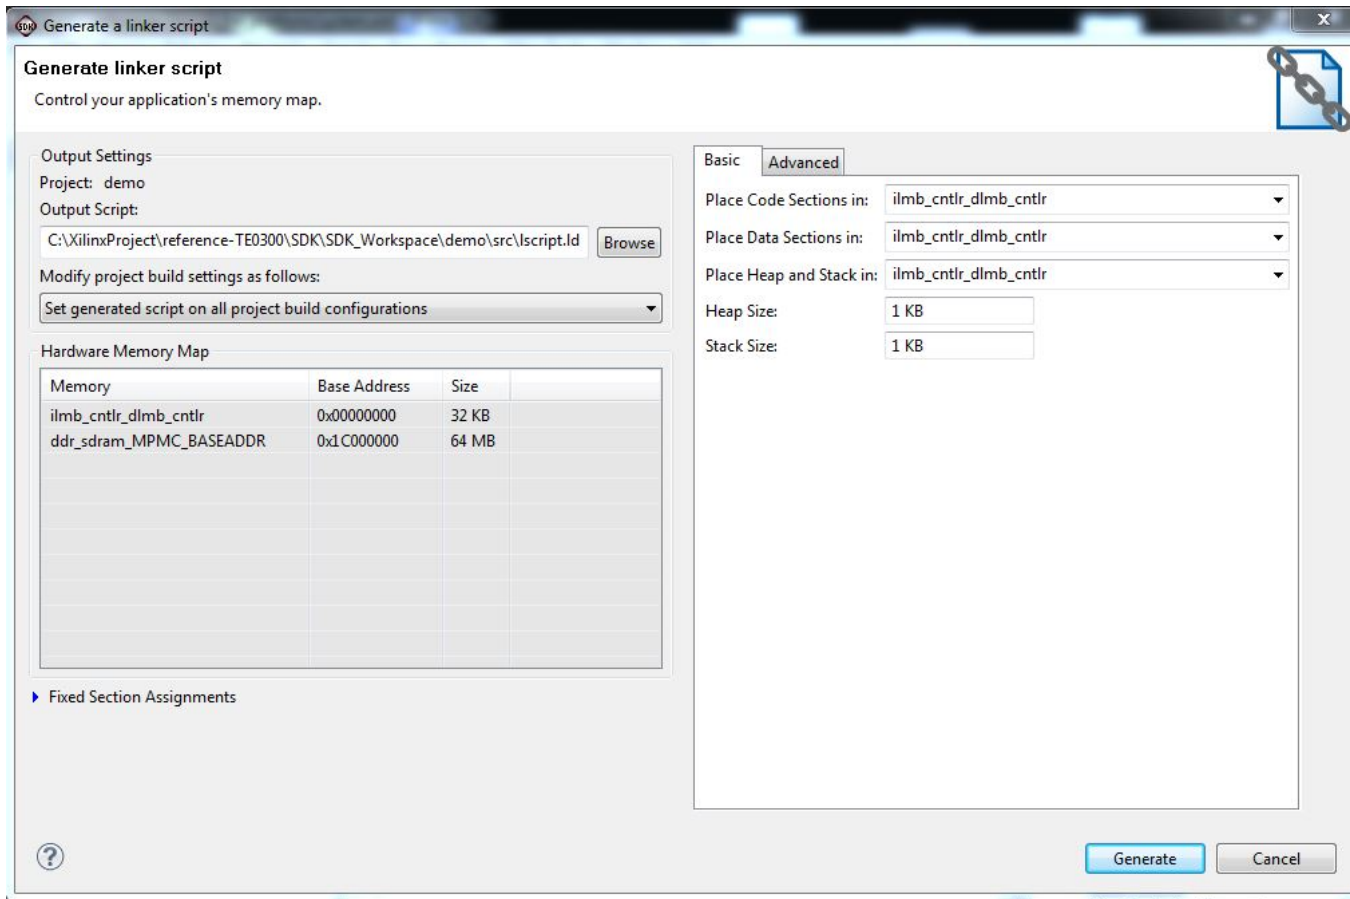 SDK Generate a linker script
X
Generate linker script
Control your application's memory map.
Output Settings
Project: demo
Output Script:
C:\XilinxProject\reference-TE0300\SDK\SDK_Workspace\demo\src\lscript.ld Browse
Modify project build settings as follows:
Set generated script on all project build configurations
Hardware Memory Map
Memory Base Address Size
ilmb_cntlr_dlmb_cntlr 0x00000000 32 KB
ddr_sdram_MPMC_BASEADDR 0x1C000000 64 MB
Fixed Section Assignments
Basic Advanced
Place Code Sections in: ilmb_cntlr_dlmb_cntlr
Place Data Sections in: ilmb_cntlr_dlmb_cntlr
Place Heap and Stack in: ilmb_cntlr_dlmb_cntlr
Heap Size: 1 KB
Stack Size: 1 KB
?
Generate Cancel